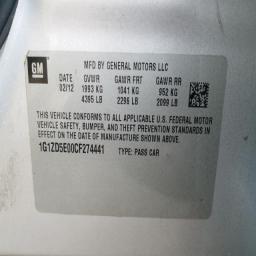 GM
MFD BY GENERAL MOTORS LLC
DATE GVWR GAWR FRT GAWR RR
02/12 1993 KG 1041 KG 952 KG
4395 LB 2296 LB 2099 LB
THIS VEHICLE CONFORMS TO ALL APPLICABLE U.S. FEDERAL MOTOR
VEHICLE SAFETY, BUMPER, AND THEFT PREVENTION STANDARDS IN
EFFECT ON THE DATE OF MANUFACTURE SHOWN ABOVE.
1G1ZD5E00CF274441 TYPE: PASS CAR